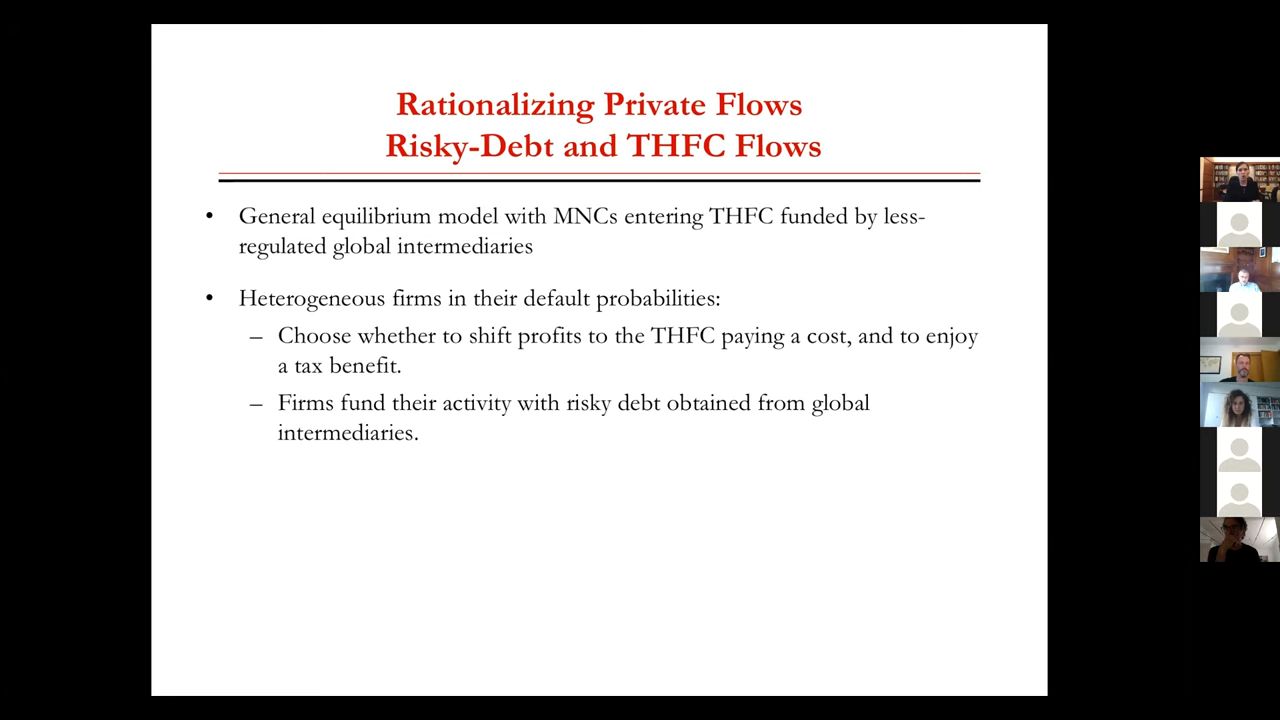 Rationalizing Private Flows
Risky-Debt and THFC Flows
• General equilibrium model with MNCs entering THFC funded by less-
regulated global intermediaries
• Heterogeneous firms in their default probabilities:
– Choose whether to shift profits to the THFC paying a cost, and to enjoy
a tax benefit.
– Firms fund their activity with risky debt obtained from global
intermediaries.